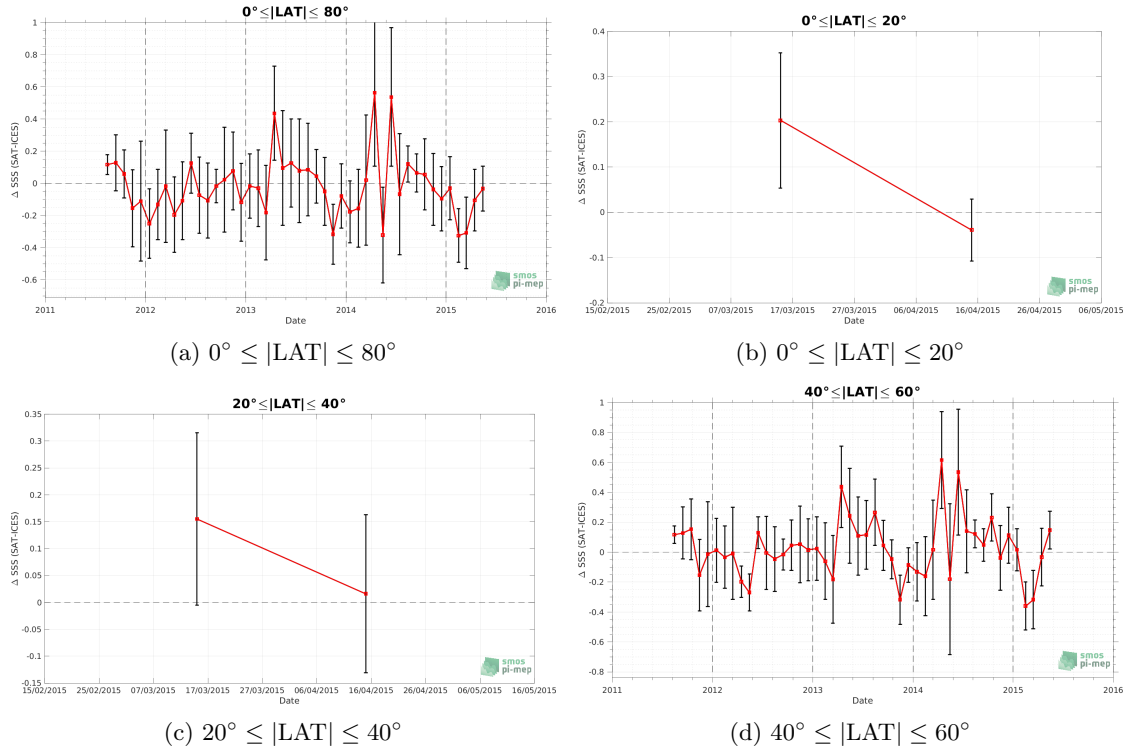 0°≤|LAT|≤ 80°
1
0.8
0.6
0.4
0.2
0
-0.2
-0.4
-0.6
Δ SSS (SAT-ICES)
2011 2012 2013 2014 2015 2016
Date
smos
pi-mep
(a) 0° ≤ |LAT| ≤ 80°
0°≤|LAT|≤ 20°
0.4
0.3
0.2
0.1
0
-0.1
-0.2
Δ SSS (SAT-ICES)
15/02/2015 25/02/2015 07/03/2015 17/03/2015 27/03/2015 06/04/2015 16/04/2015 26/04/2015 06/05/2015
Date
smos
pi-mep
(b) 0° ≤ |LAT| ≤ 20°
20°≤|LAT|≤ 40°
0.35
0.3
0.25
0.2
0.15
0.1
0.05
0
-0.05
-0.1
-0.15
Δ SSS (SAT-ICES)
15/02/2015 25/02/2015 07/03/2015 17/03/2015 27/03/2015 06/04/2015 16/04/2015 26/04/2015 06/05/2015 16/05/2015
Date
smos
pi-mep
(c) 20° ≤ |LAT| ≤ 40°
40°≤|LAT|≤ 60°
1
0.8
0.6
0.4
0.2
0
-0.2
-0.4
-0.6
-0.8
Δ SSS (SAT-ICES)
2011 2012 2013 2014 2015 2016
Date
smos
pi-mep
(d) 40° ≤ |LAT| ≤ 60°